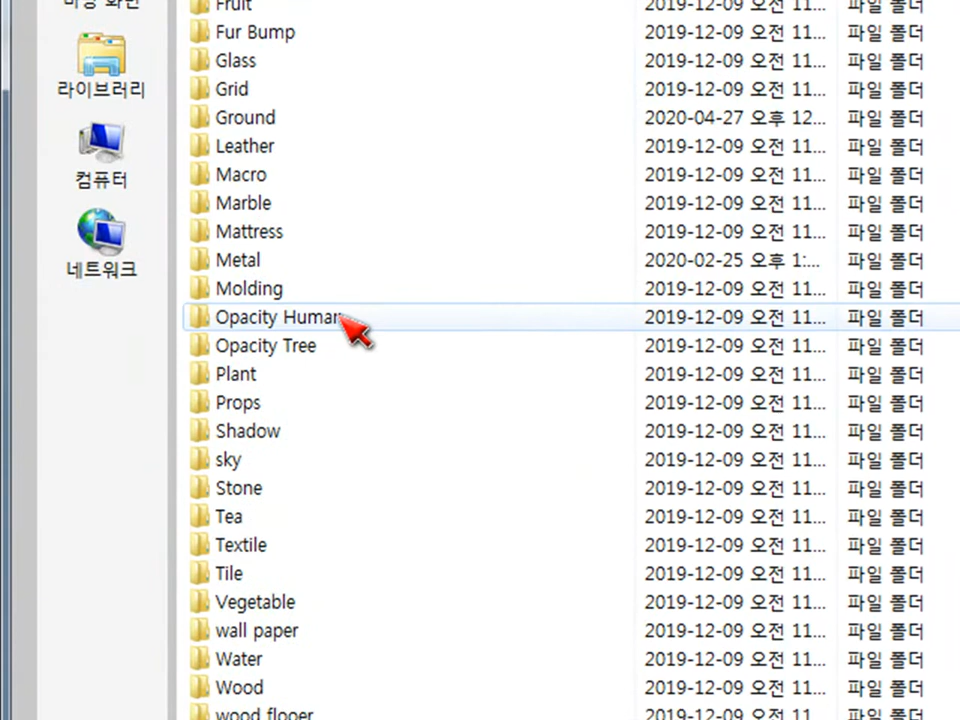 바탕 화면
라이브러리
컴퓨터
네트워크
Fruit 2019-12-09 오전 11... 파일 폴더
Fur Bump 2019-12-09 오전 11... 파일 폴더
Glass 2019-12-09 오전 11... 파일 폴더
Grid 2019-12-09 오전 11... 파일 폴더
Ground 2020-04-27 오후 12... 파일 폴더
Leather 2019-12-09 오전 11... 파일 폴더
Macro 2019-12-09 오전 11... 파일 폴더
Marble 2019-12-09 오전 11... 파일 폴더
Mattress 2019-12-09 오전 11... 파일 폴더
Metal 2020-02-25 오후 1:... 파일 폴더
Molding 2019-12-09 오전 11... 파일 폴더
Opacity Human 2019-12-09 오전 11... 파일 폴더
Opacity Tree 2019-12-09 오전 11... 파일 폴더
Plant 2019-12-09 오전 11... 파일 폴더
Props 2019-12-09 오전 11... 파일 폴더
Shadow 2019-12-09 오전 11... 파일 폴더
sky 2019-12-09 오전 11... 파일 폴더
Stone 2019-12-09 오전 11... 파일 폴더
Tea 2019-12-09 오전 11... 파일 폴더
Textile 2019-12-09 오전 11... 파일 폴더
Tile 2019-12-09 오전 11... 파일 폴더
Vegetable 2019-12-09 오전 11... 파일 폴더
wall paper 2019-12-09 오전 11... 파일 폴더
Water 2019-12-09 오전 11... 파일 폴더
Wood 2019-12-09 오전 11... 파일 폴더
wood flooer 2019-12-09 오전 11... 파일 폴더